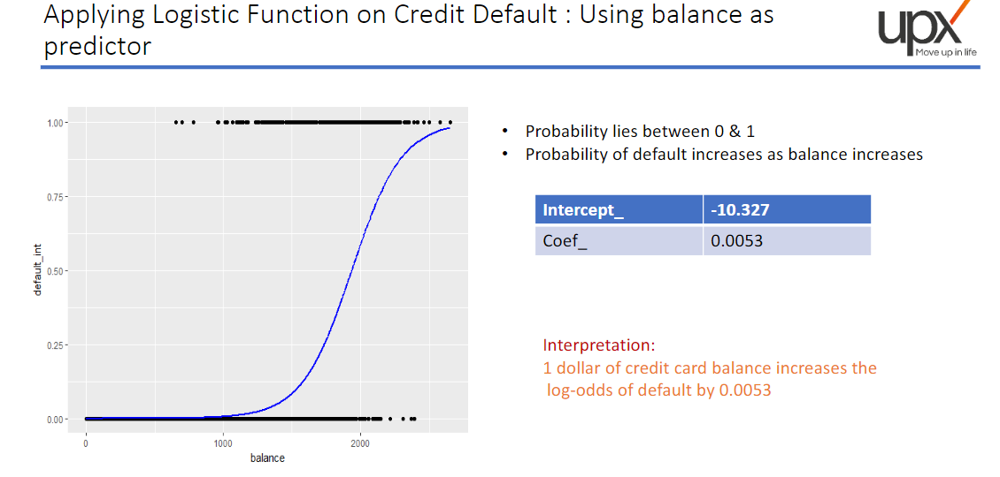 Applying Logistic Function on Credit Default : Using balance as
predictor
upx
Move up in life
1.00
0.75
0.50
0.25
0.00
default_int
0
1000
2000
balance
• Probability lies between 0 & 1
• Probability of default increases as balance increases
Intercept_ -10.327
Coef_ 0.0053
Interpretation:
1 dollar of credit card balance increases the
log-odds of default by 0.0053